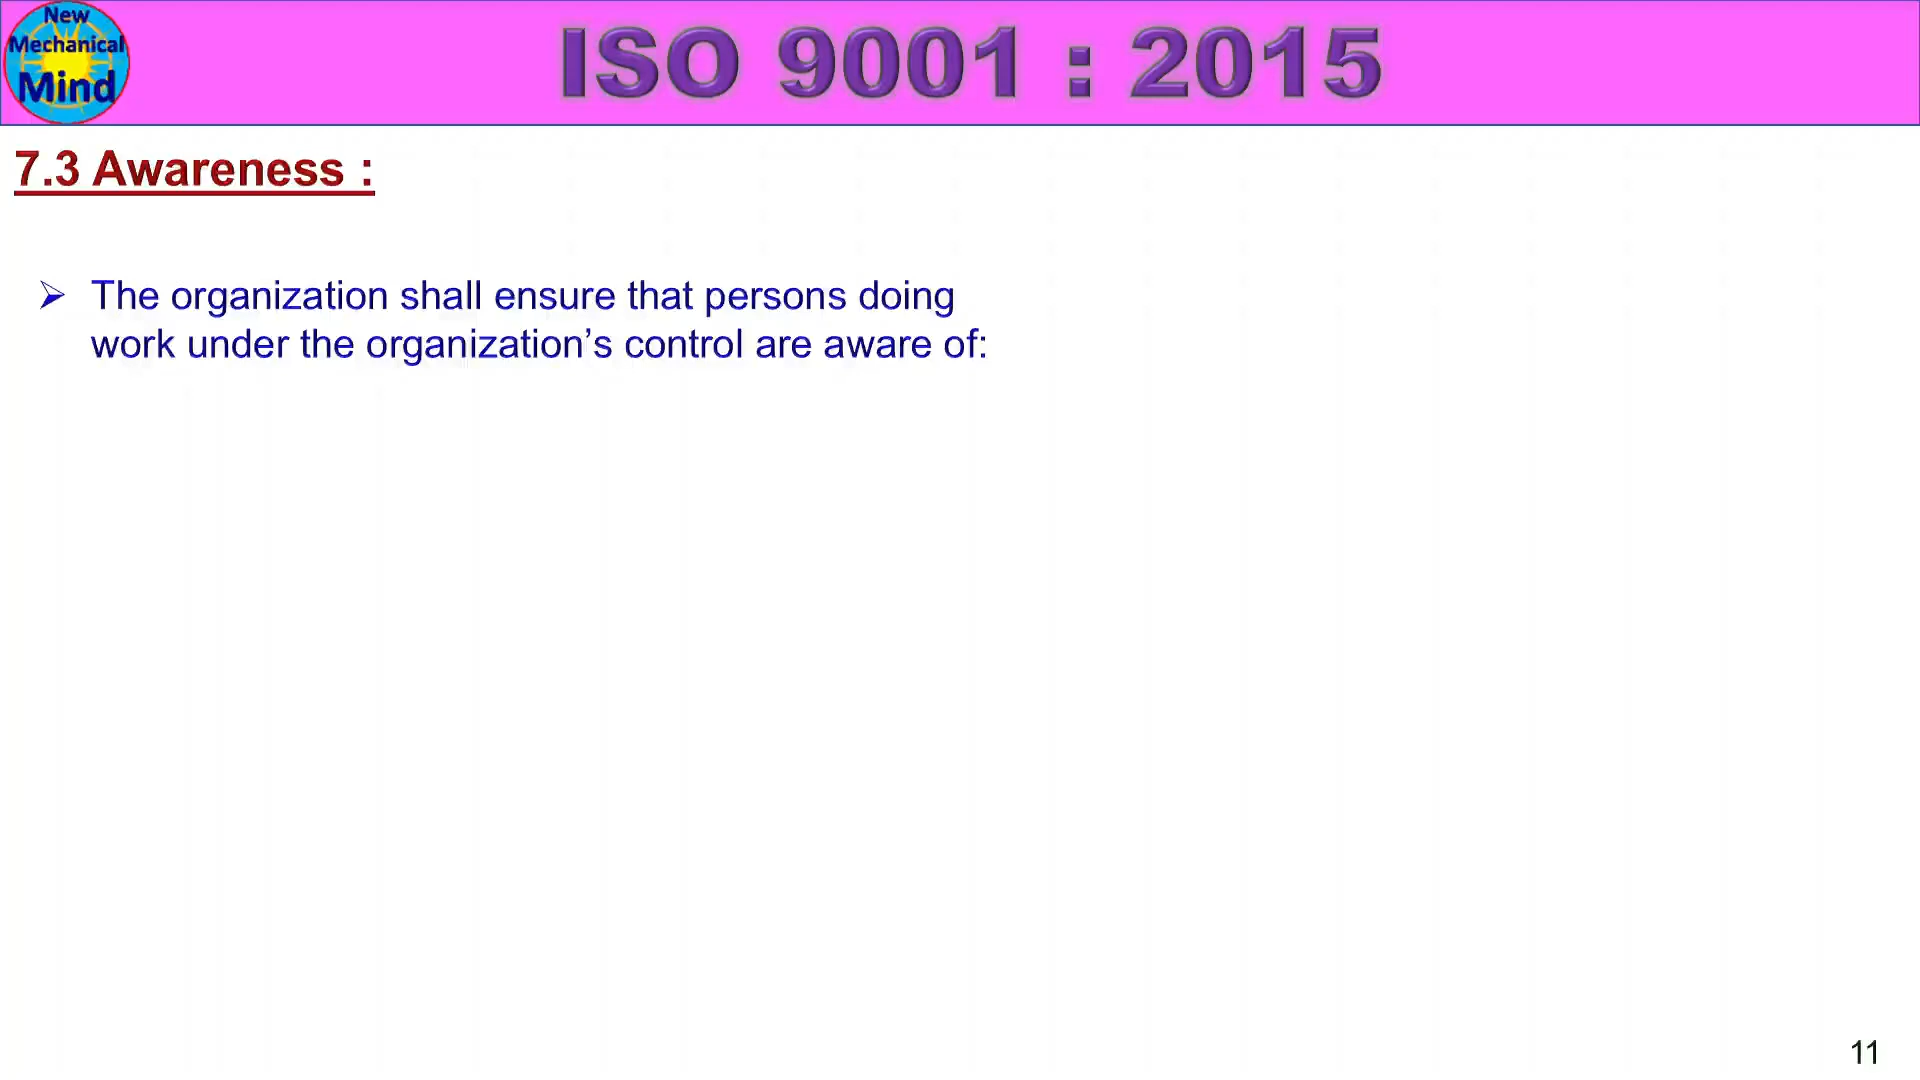 New
Mechanical
Mind
ISO 9001 : 2015
7.3 Awareness :
➢ The organization shall ensure that persons doing
work under the organization’s control are aware of:
11